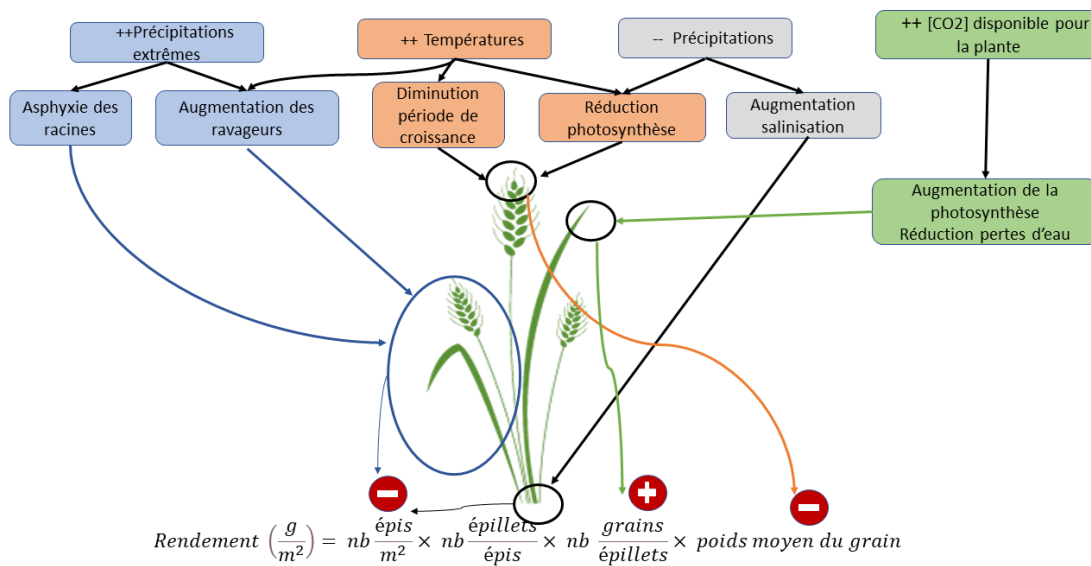 ++Précipitations
extrêmes
++ Températures
-- Précipitations
++ [CO2] disponible pour
la plante
Asphyxie des
racines
Augmentation des
ravageurs
Diminution
période de
croissance
Réduction
photosynthèse
Augmentation
salinisation
Augmentation de la
photosynthèse
Réduction pertes d'eau
Rendement (g/m²) = nb épis/m² × nb épillets/épis × nb grains/épillets × poids moyen du grain